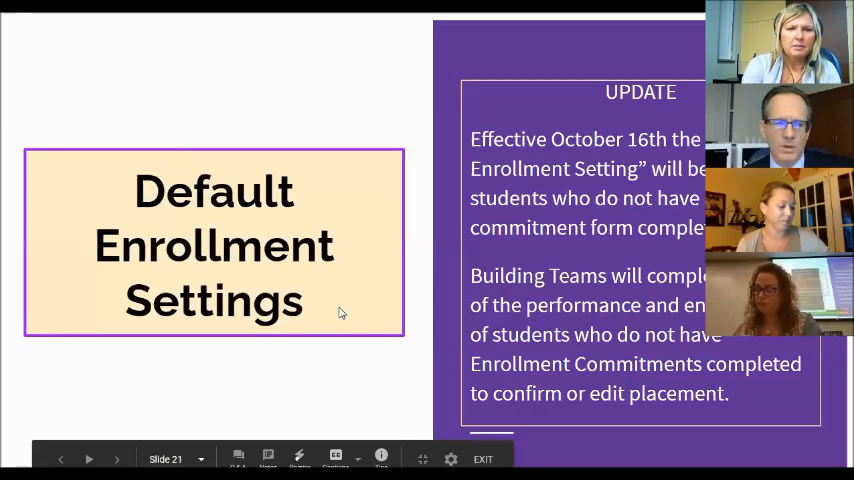 Default
Enrollment
Settings
UPDATE
Effective October 16th the
Enrollment Setting” will be
students who do not have
commitment form comple
Building Teams will compl
of the performance and en
of students who do not have
Enrollment Commitments completed
to confirm or edit placement.
Slide 21
EXIT